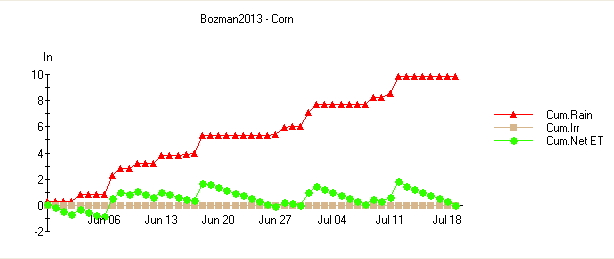 Bozman2013 - Corn
In
10
8
6
4
2
0
-2
Jun 06
Jun 13
Jun 20
Jun 27
Jul 04
Jul 11
Jul 18
Cum.Rain
Cum.Irr
Cum.Net ET